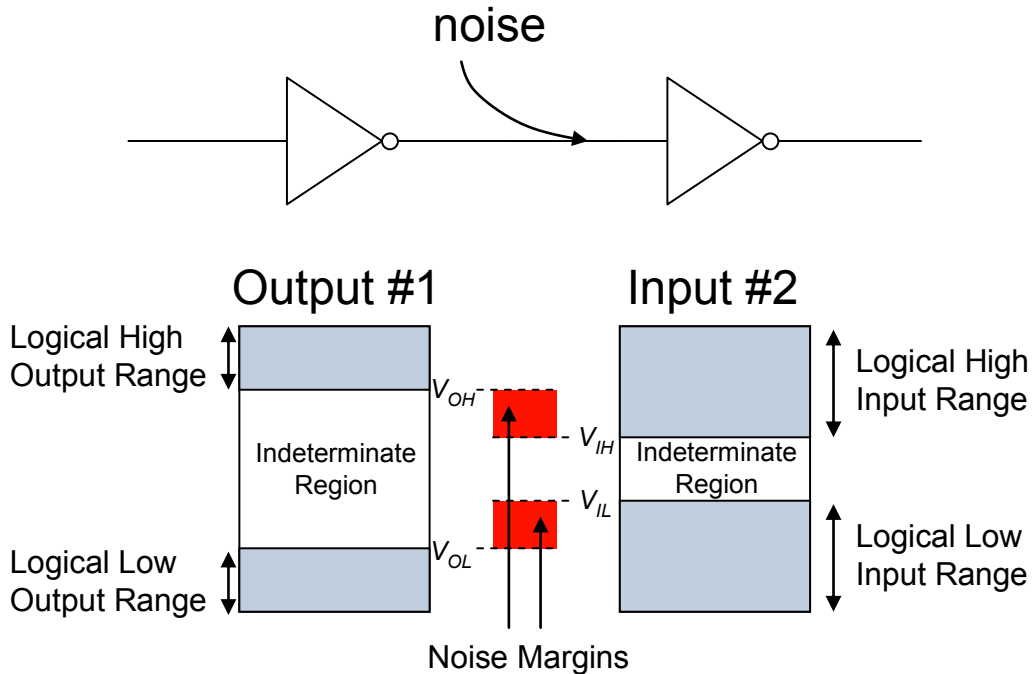 noise
Output #1
Input #2
Logical High
Output Range
V_OH
Logical High
Input Range
V_IH
Indeterminate
Region
Indeterminate
Region
V_IL
V_OL
Logical Low
Output Range
Logical Low
Input Range
Noise Margins